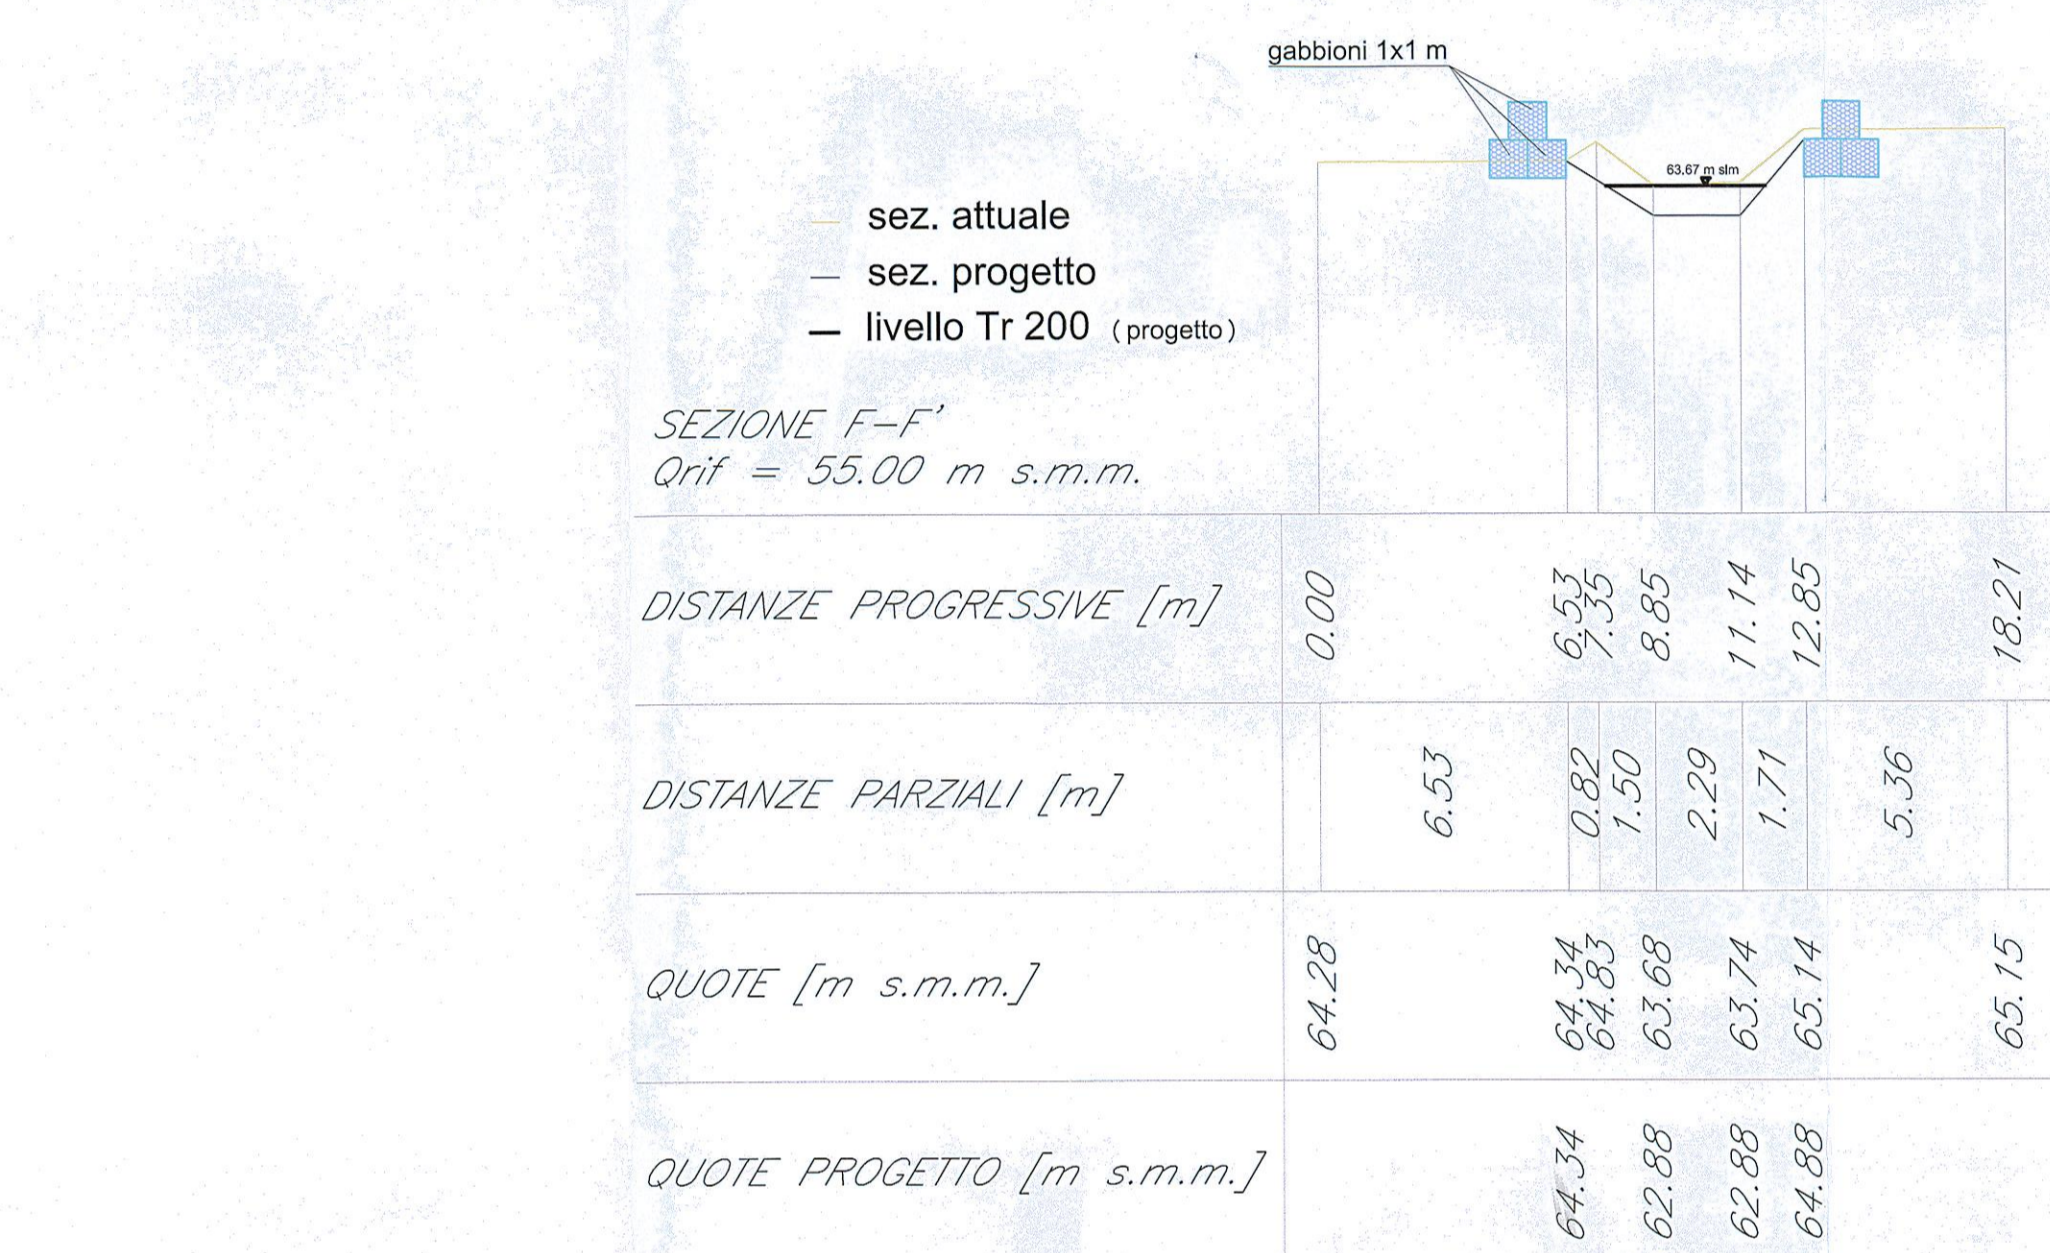 gabbioni 1x1 m
63.67 m slm
sez. attuale
sez. progetto
livello Tr 200 (progetto)
SEZIONE F-F'
Qrif = 55.00 m s.m.m.
DISTANZE PROGRESSIVE [m] 0.00 6.53 7.35 8.85 11.14 12.85 18.21
DISTANZE PARZIALI [m] 6.53 0.82 1.50 2.29 1.71 5.36
QUOTE [m s.m.m.] 64.28 64.34 64.83 63.68 63.74 65.14 65.15
QUOTE PROGETTO [m s.m.m.] 64.34 62.88 62.88 64.88